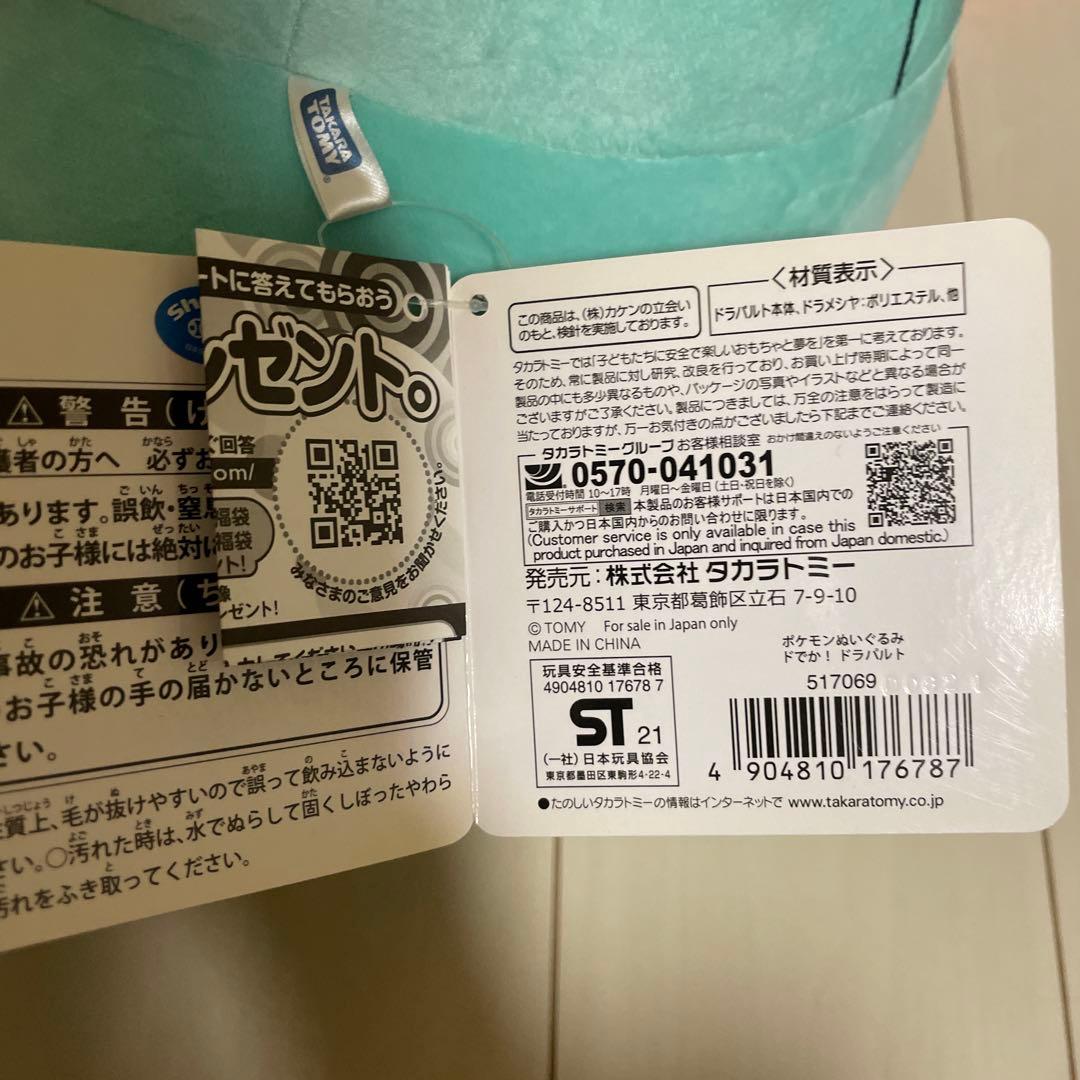 TAKARA
TOMY®
ートに答えてもらおう
ゼント。
回答
om/
福袋
福袋
ント!
レゼント!
みなさまのご意見をお聞かせください。
⚠ 警 告 (け
護者の方へ 必ずお
あります。誤飲・窒息
のお子様には絶対に
⚠ 注 意 (ち
事故の恐れがあり
お子様の手の届かないところに保管
さい。
性質上、毛が抜けやすいので誤って飲み込まないように
さい。○汚れた時は、水でぬらして固くしぼったやわら
汚れをふき取ってください。
この商品は、(株)カケンの立会い
のもと、検針を実施しております。
〈材質表示〉
ドラパルト本体、ドラメシヤ:ポリエステル、他
タカラトミーでは「子どもたちに安全で楽しいおもちゃと夢を」を第一に考えております。
そのため、常に製品に対し研究、改良を行っており、お買い上げ時期によって同一
製品の中にも多少異なるものや、パッケージの写真やイラストなどと異なる場合が
ございますがご了承ください。製品につきましては、万全の注意をはらって製造に
当たっておりますが、万一お気付きの点がございましたら下記までご連絡ください。
タカラトミーグループお客様相談室 おかけ間違えのないようご注意ください
0570-041031
電話受付時間 10〜17時 月曜日〜金曜日(土日・祝日を除く)
タカラトミーサポート 検索 本製品のお客様サポートは日本国内での
ご購入かつ日本国内からのお問い合わせに限ります。
(Customer service is only available in case this
product purchased in Japan and inquired from Japan domestic.)
発売元:株式会社 タカラトミー
〒124-8511 東京都葛飾区立石 7-9-10
© TOMY For sale in Japan only
MADE IN CHINA
玩具安全基準合格
4904810 17678 7
ST 21
(一社)日本玩具協会
東京都墨田区東駒形4-22-4
ポケモンぬいぐるみ
ドでか! ドラパルト
517069
4 904810 176787
●たのしいタカラトミーの情報はインターネットで www.takaratomy.co.jp